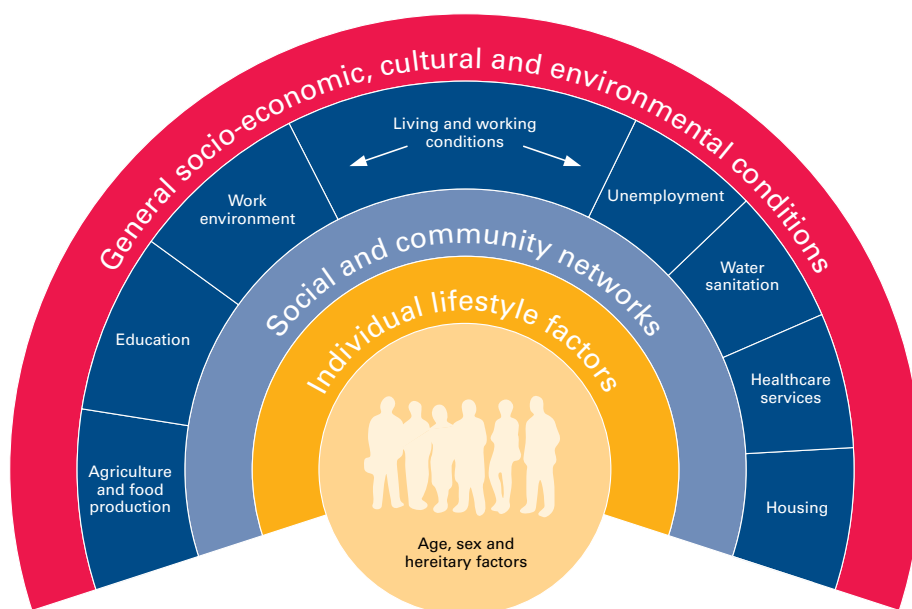 General socio-economic, cultural and environmental conditions
Living and working
conditions
Work
environment
Unemployment
Education
Water
sanitation
Agriculture
and food
production
Healthcare
services
Housing
Social and community networks
Individual lifestyle factors
Age, sex and
hereitary factors